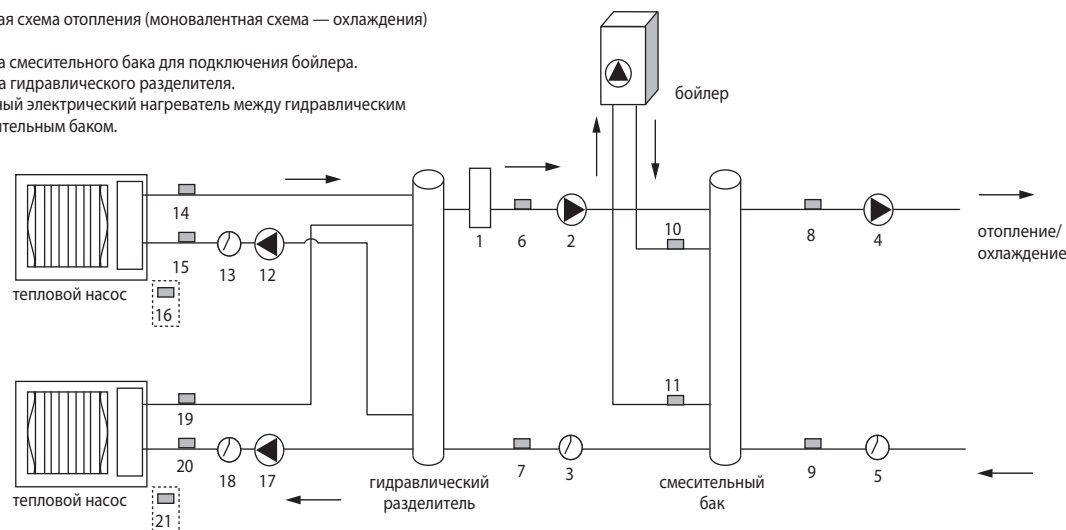 ая схема отопления (моновалентная схема — охлаждения)
а смесительного бака для подключения бойлера.
а гидравлического разделителя.
ный электрический нагреватель между гидравлическим
ительным баком.
бойлер
14
15
13
12
1
6
2
10
8
4
отопление/
охлаждение
тепловой насос
16
11
19
20
18
17
7
3
9
5
гидравлический
разделитель
смесительный
бак
тепловой насос
21